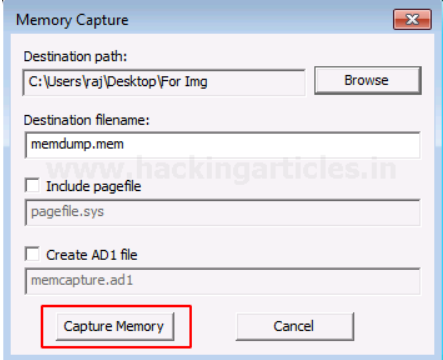 Memory Capture
Destination path:
C:\Users\raj\Desktop\For Img
Browse
Destination filename:
memdump.mem
www.hackingarticles.in
Include pagefile
pagefile.sys
Create AD1 file
memcapture.ad1
Capture Memory
Cancel